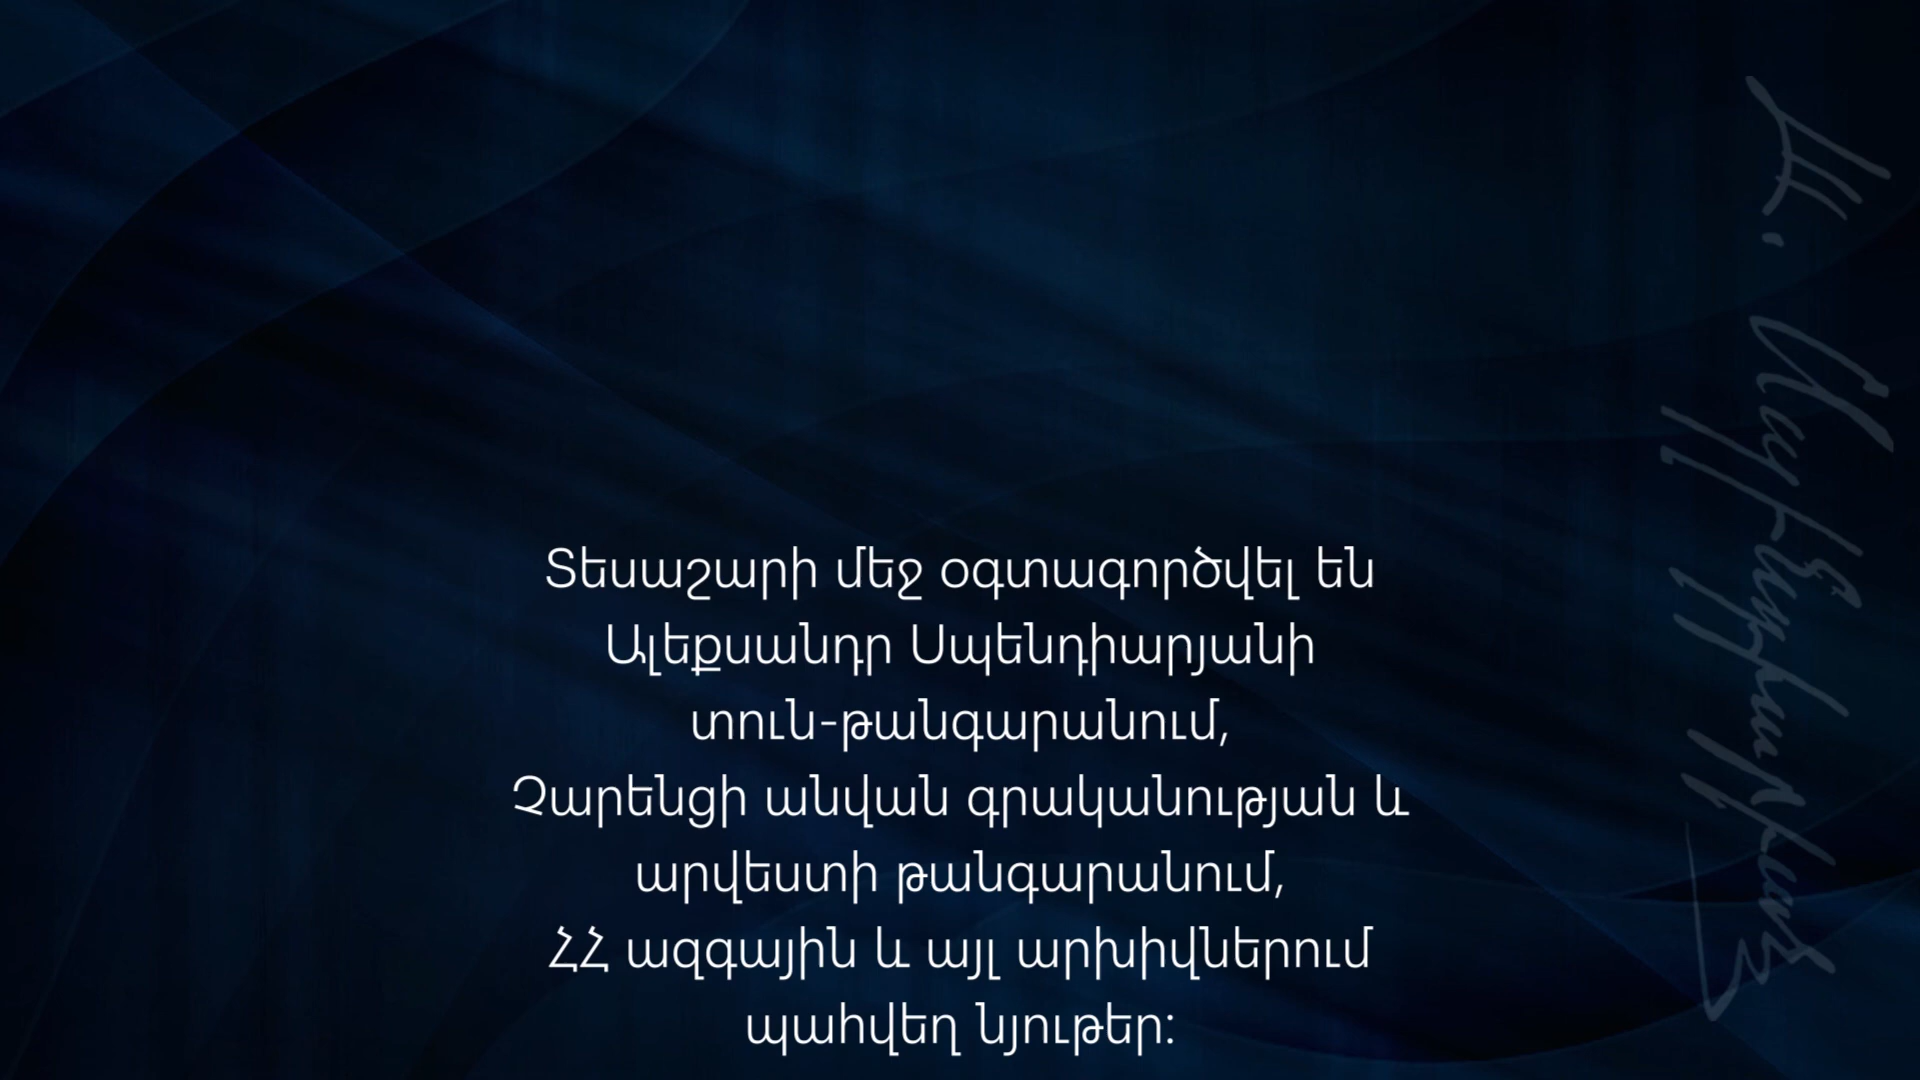 Տեսաշարի մեջ օգտագործվել են
Ալեքսանդր Սպենդիարյանի
տուն-թանգարանում,
Չարենցի անվան գրականության և
արվեստի թանգարանում,
ՀՀ ազգային և այլ արխիվներում
պահվեղ նյութեր: